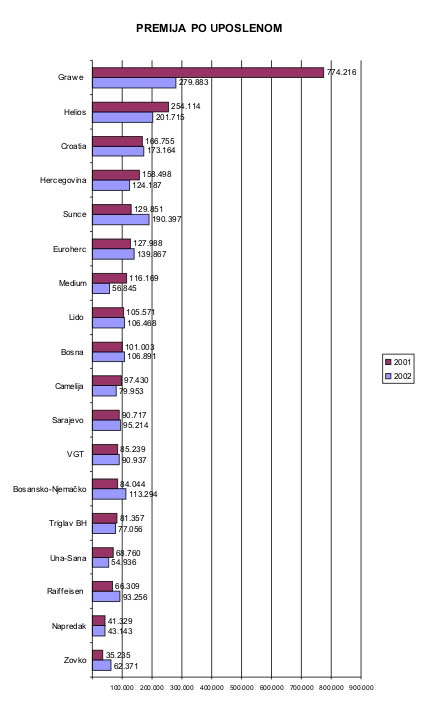 PREMIJA PO UPOSLENOM
Grawe 774.216
279.883
Helios 254.114
201.715
Croatia 166.755
173.164
Hercegovina 158.498
124.187
Sunce 129.851
190.397
Euroherc 127.988
139.867
Medium 116.169
56.845
Lido 105.571
106.468
Bosna 101.003
106.891
Camelija 97.430
79.953
Sarajevo 90.717
95.214
VGT 85.239
90.937
Bosansko-Njemačko 84.044
113.294
Triglav BH 81.357
77.056
Una-Sana 68.760
54.936
Raiffeisen 66.309
93.256
Napredak 41.329
43.143
Zovko 35.235
62.371
100.000 200.000 300.000 400.000 500.000 600.000 700.000 800.000 900.000
2001
2002